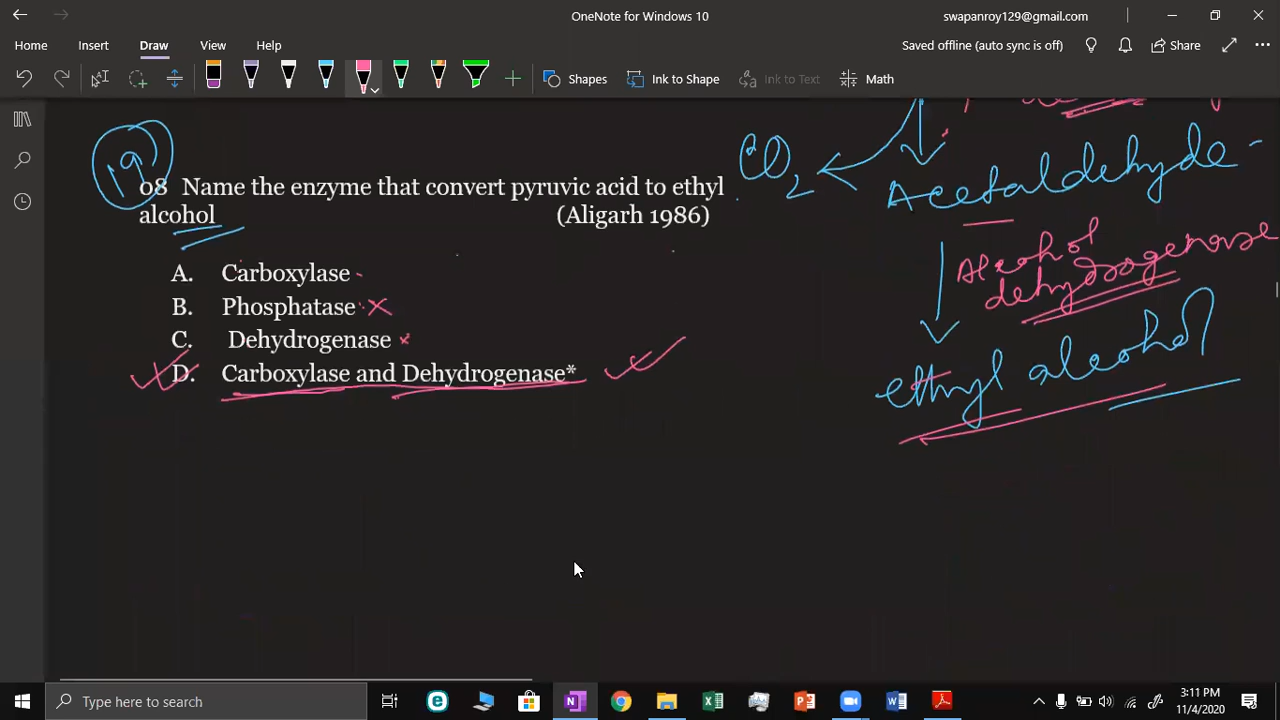 OneNote for Windows 10
swapanroy129@gmail.com
Home Insert Draw View Help
Saved offline (auto sync is off)
Share
Shapes
Ink to Shape
Ink to Text
Math
19
08 Name the enzyme that convert pyruvic acid to ethyl
alcohol (Aligarh 1986)
A. Carboxylase
B. Phosphatase
C. Dehydrogenase
D. Carboxylase and Dehydrogenase*
CO2
Acetaldehyde
Alcohol
dehydrogenase
ethyl alcohol
Type here to search
3:11 PM
11/4/2020